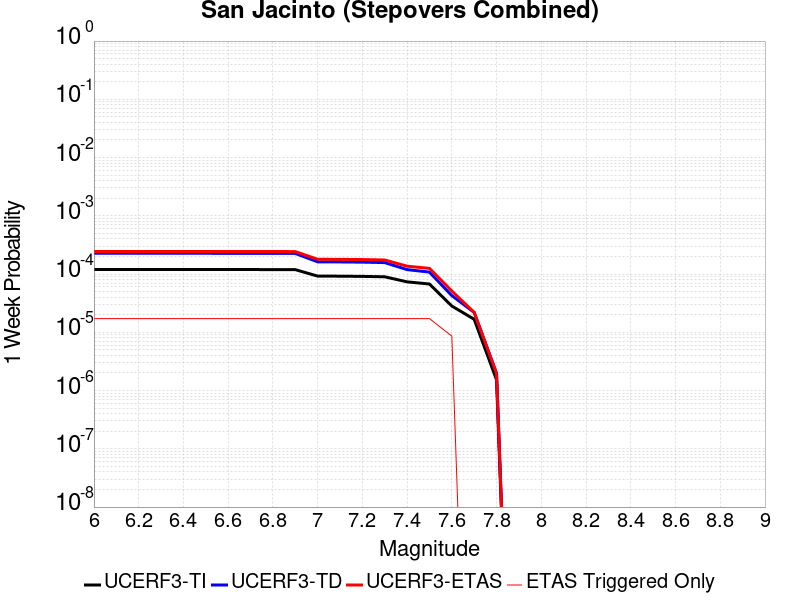 San Jacinto (Stepovers Combined)
10^0
10^-1
10^-2
10^-3
10^-4
10^-5
10^-6
10^-7
10^-8
1 Week Probability
6 6.2 6.4 6.6 6.8 7 7.2 7.4 7.6 7.8 8 8.2 8.4 8.6 8.8 9
Magnitude
UCERF3-TI UCERF3-TD UCERF3-ETAS ETAS Triggered Only